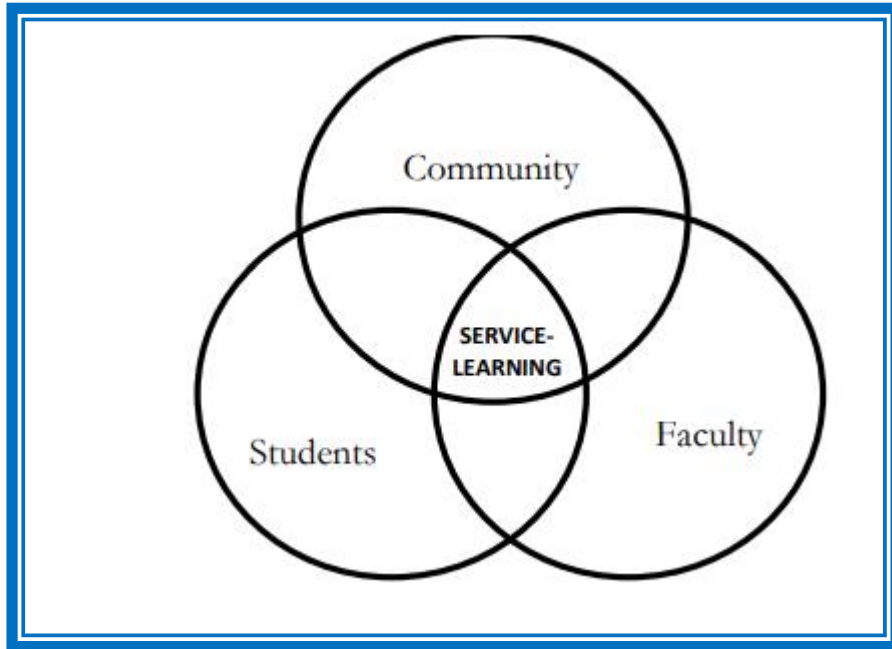 Community
SERVICE-
LEARNING
Students
Faculty